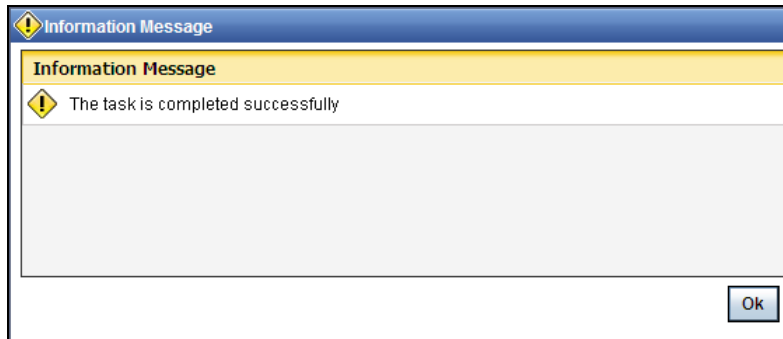 Information Message
Information Message
The task is completed successfully
Ok